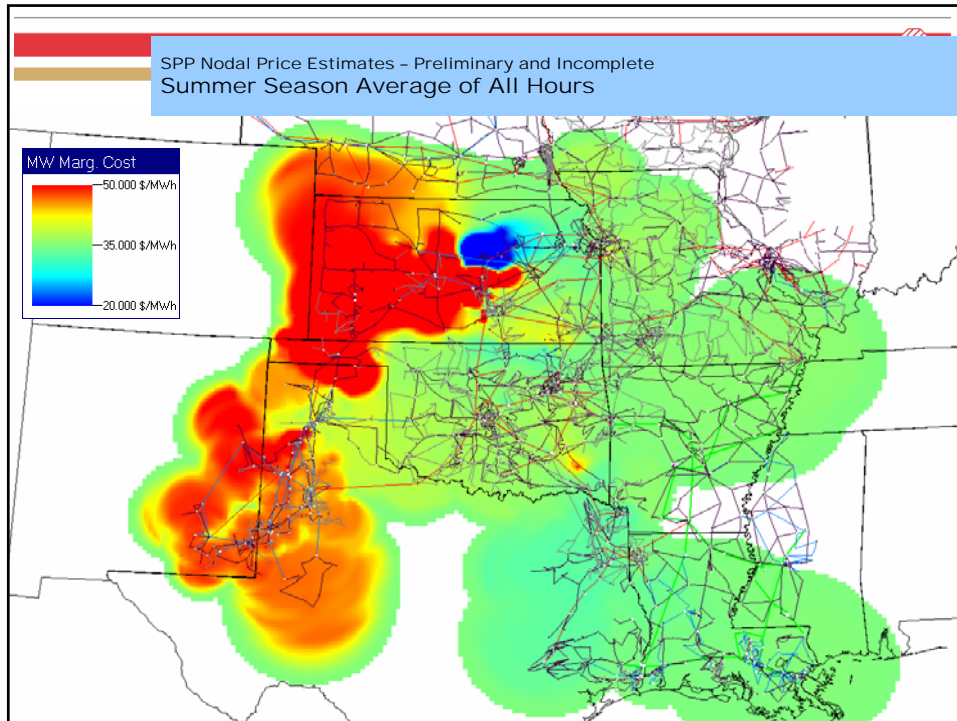 SPP Nodal Price Estimates – Preliminary and Incomplete
Summer Season Average of All Hours
MW Marg. Cost
50.000 $/MWh
35.000 $/MWh
20.000 $/MWh